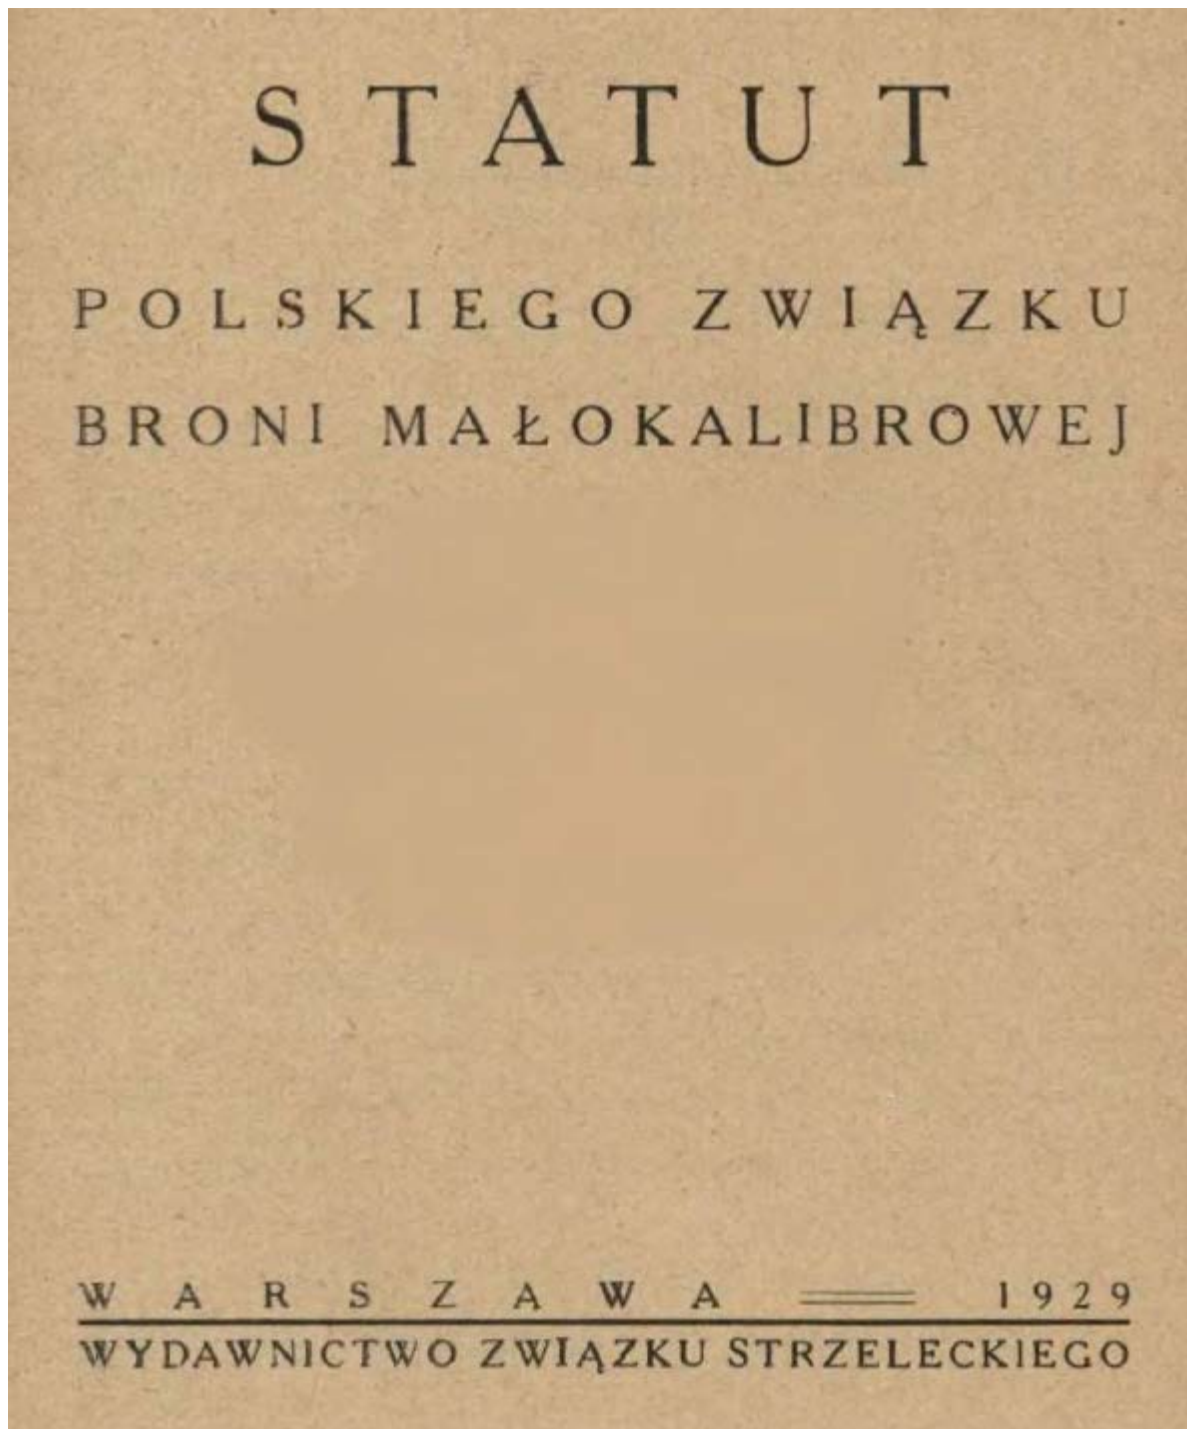 STATUT
POLSKIEGO ZWIĄZKU
BRONI MAŁOKALIBROWEJ
WARSZAWA = 1929
WYDAWNICTWO ZWIĄZKU STRZELECKIEGO